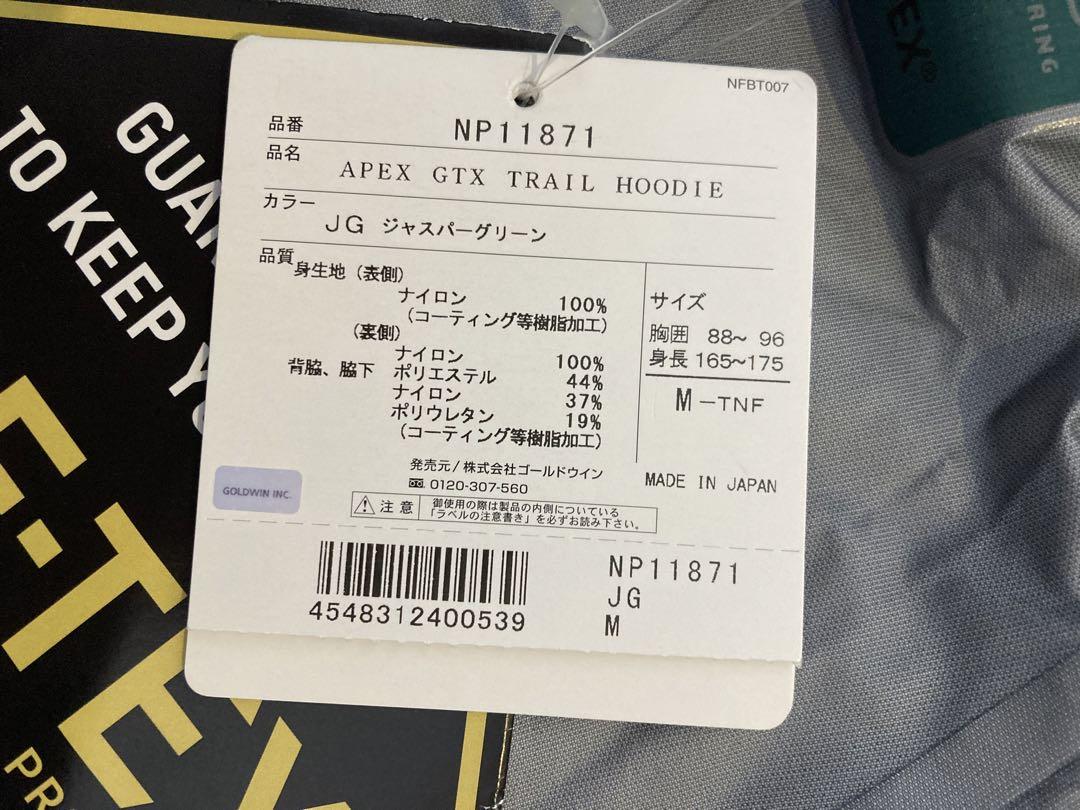 NFBT007
品番 NP11871
品名 APEX GTX TRAIL HOODIE
カラー JG ジャスパーグリーン
品質
身生地（表側）
ナイロン 100%
（コーティング等樹脂加工）
（裏側）
ナイロン 100%
背脇、脇下 ポリエステル 44%
ナイロン 37%
ポリウレタン 19%
（コーティング等樹脂加工）
サイズ
胸囲 88～ 96
身長 165～175
M－TNF
発売元/株式会社ゴールドウイン
0120-307-560
MADE IN JAPAN
GOLDWIN INC.
注意
御使用の際は製品の内側についている
「ラベルの注意書き」を必ずお読み下さい。
4548312400539
NP11871
JG
M
TO KEEP
RING